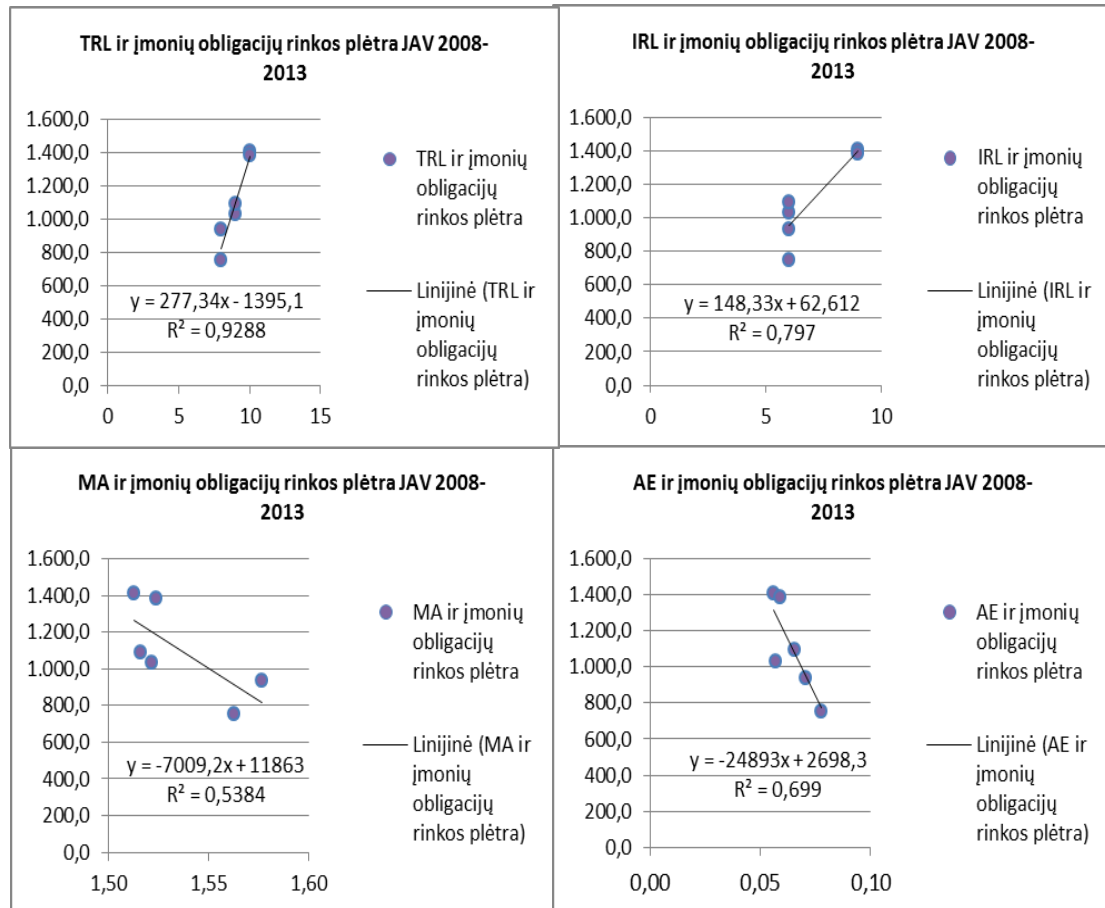 TRL ir įmonių obligacijų rinkos plėtra JAV 2008-
2013
1.600,0
1.400,0
1.200,0
1.000,0
800,0
600,0
400,0
200,0
0,0
0 5 10 15
y = 277,34x - 1395,1
R² = 0,9288
TRL ir įmonių
obligacijų
rinkos plėtra
Linijinė (TRL ir
įmonių
obligacijų
rinkos plėtra)
IRL ir įmonių obligacijų rinkos plėtra JAV 2008-
2013
1.600,0
1.400,0
1.200,0
1.000,0
800,0
600,0
400,0
200,0
0,0
0 5 10
y = 148,33x + 62,612
R² = 0,797
IRL ir įmonių
obligacijų
rinkos plėtra
Linijinė (IRL ir
įmonių
obligacijų
rinkos plėtra)
MA ir įmonių obligacijų rinkos plėtra JAV 2008-
2013
1.600,0
1.400,0
1.200,0
1.000,0
800,0
600,0
400,0
200,0
0,0
1,50 1,55 1,60
y = -7009,2x + 11863
R² = 0,5384
MA ir įmonių
obligacijų
rinkos plėtra
Linijinė (MA ir
įmonių
obligacijų
rinkos plėtra)
AE ir įmonių obligacijų rinkos plėtra JAV 2008-
2013
1.600,0
1.400,0
1.200,0
1.000,0
800,0
600,0
400,0
200,0
0,0
0,00 0,05 0,10
y = -24893x + 2698,3
R² = 0,699
AE ir įmonių
obligacijų
rinkos plėtra
Linijinė (AE ir
įmonių
obligacijų
rinkos plėtra)